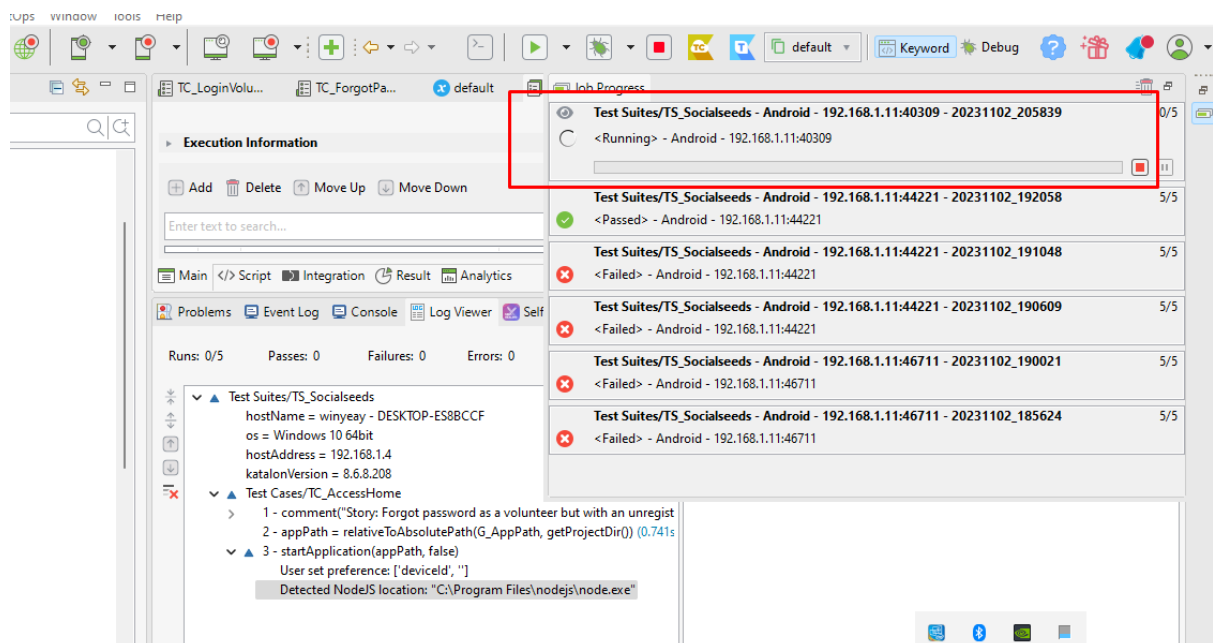 Window Tools Help
default
Keyword
Debug
TC_LoginVolu...
TC_ForgotPa...
default
Job Progress
Execution Information
Add Delete Move Up Move Down
Enter text to search...
Main </> Script Integration Result Analytics
Problems Event Log Console Log Viewer Self
Runs: 0/5 Passes: 0 Failures: 0 Errors: 0
Test Suites/TS_Socialseeds
hostName = winyeay - DESKTOP-ES8BCCF
os = Windows 10 64bit
hostAddress = 192.168.1.4
katalonVersion = 8.6.8.208
Test Cases/TC_AccessHome
1 - comment("Story: Forgot password as a volunteer but with an unregist
2 - appPath = relativeToAbsolutePath(G_AppPath, getProjectDir()) (0.741s
3 - startApplication(appPath, false)
User set preference: ['deviceId', '']
Detected NodeJS location: "C:\Program Files\nodejs\node.exe"
Test Suites/TS_Socialseeds - Android - 192.168.1.11:40309 - 20231102_205839 0/5
<Running> - Android - 192.168.1.11:40309
Test Suites/TS_Socialseeds - Android - 192.168.1.11:44221 - 20231102_192058 5/5
<Passed> - Android - 192.168.1.11:44221
Test Suites/TS_Socialseeds - Android - 192.168.1.11:44221 - 20231102_191048 5/5
<Failed> - Android - 192.168.1.11:44221
Test Suites/TS_Socialseeds - Android - 192.168.1.11:44221 - 20231102_190609 5/5
<Failed> - Android - 192.168.1.11:44221
Test Suites/TS_Socialseeds - Android - 192.168.1.11:46711 - 20231102_190021 5/5
<Failed> - Android - 192.168.1.11:46711
Test Suites/TS_Socialseeds - Android - 192.168.1.11:46711 - 20231102_185624 5/5
<Failed> - Android - 192.168.1.11:46711